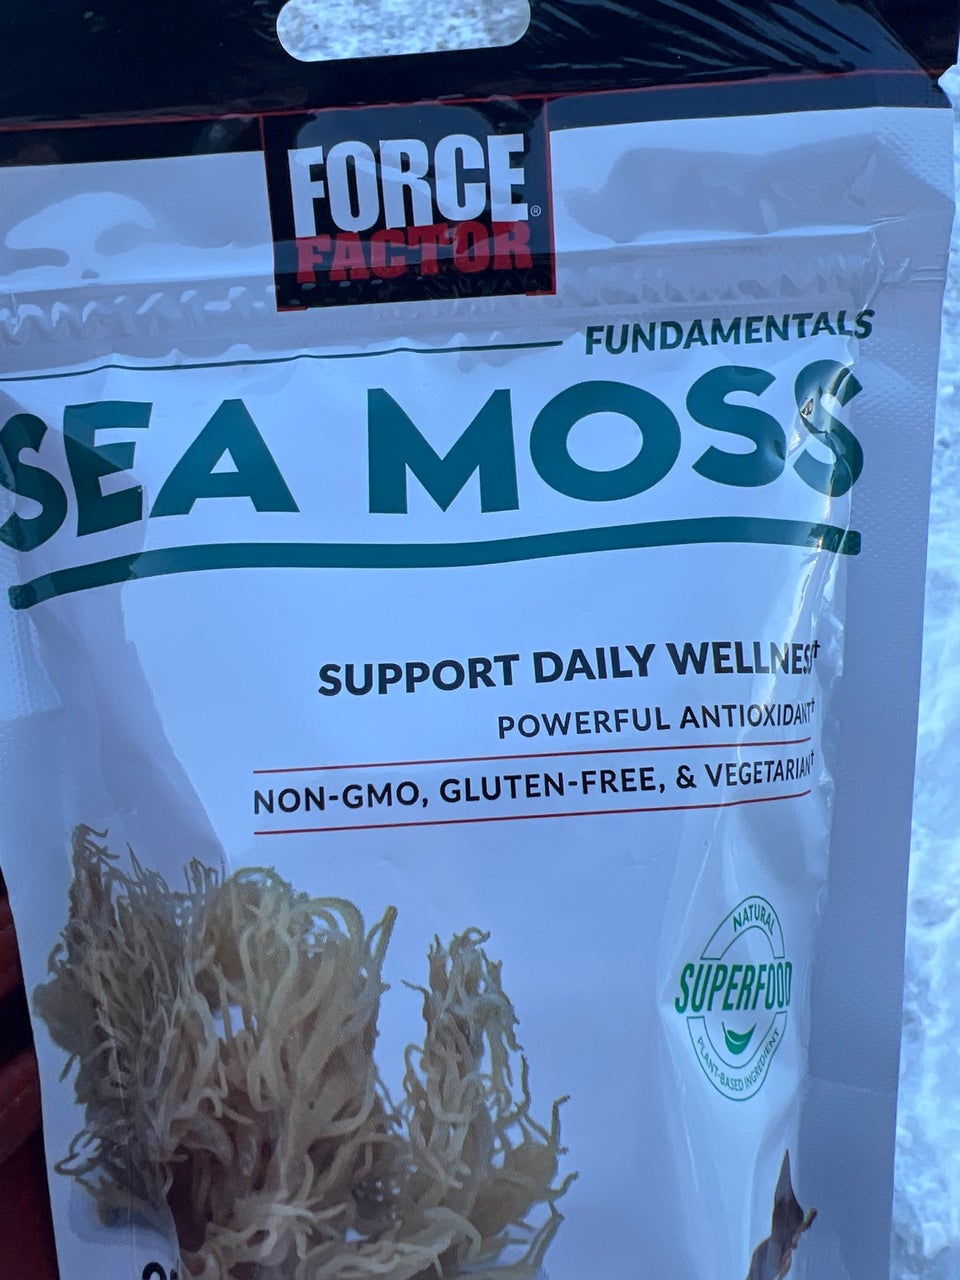 FORCE
FACTOR®
FUNDAMENTALS
SEA MOSS
SUPPORT DAILY WELLNESS†
POWERFUL ANTIOXIDANT†
NON-GMO, GLUTEN-FREE, & VEGETARIAN†
NATURAL
SUPERFOOD
PLANT-BASED INGREDIENT